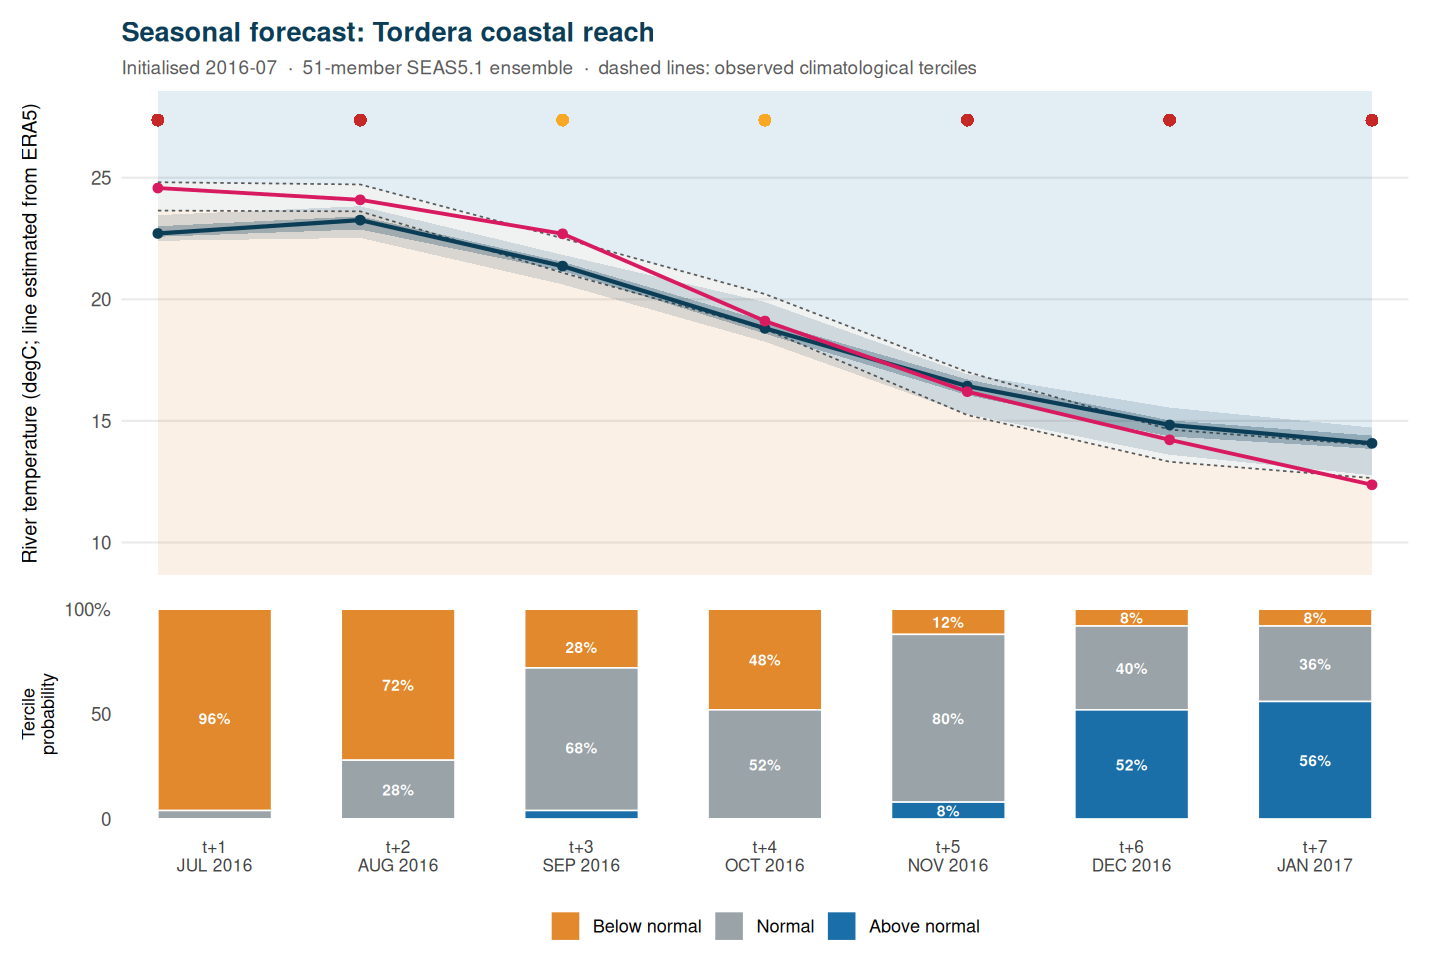 Seasonal forecast: Tordera coastal reach
Initialised 2016-07 · 51-member SEAS5.1 ensemble · dashed lines: observed climatological terciles
River temperature (degC; line estimated from ERA5)
25
20
15
10
Tercile
probability
100%
50
0
96%
72%
28%
28%
68%
48%
52%
12%
80%
8%
8%
40%
52%
8%
36%
56%
t+1
JUL 2016
t+2
AUG 2016
t+3
SEP 2016
t+4
OCT 2016
t+5
NOV 2016
t+6
DEC 2016
t+7
JAN 2017
Below normal
Normal
Above normal